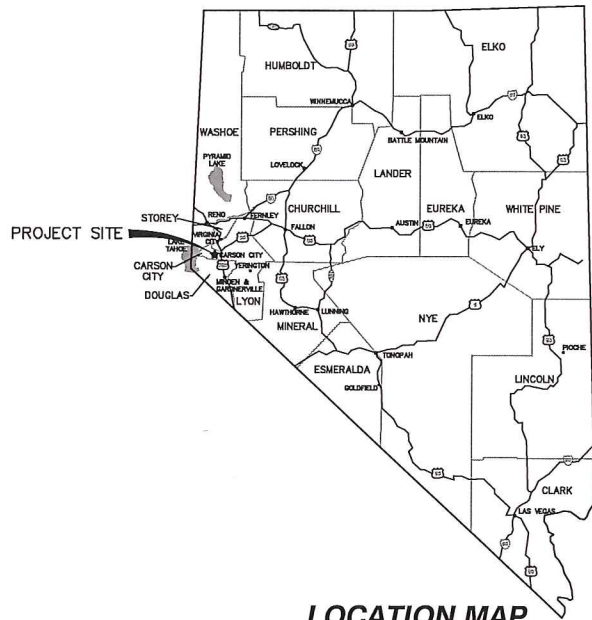 ELKO
HUMBOLDT
WINNEMUCCA
ELKO
WASHOE
PERSHING
BATTLE MOUNTAIN
PYRAMID
LAKE
LOVELOCK
LANDER
CHURCHILL
EUREKA
WHITE PINE
STOREY
RENO
FERNLEY
VIRGINIA
CITY
FALLON
AUSTIN
EUREKA
PROJECT SITE
LAKE
TAHOE
CARSON CITY
ELY
CARSON
CITY
YERINGTON
MINDEN &
GARDNERVILLE
DOUGLAS
LYON
HAWTHORNE
LUNNING
MINERAL
NYE
TONOPAH
PIOCHE
ESMERALDA
GOLDFIELD
LINCOLN
CLARK
LAS VEGAS
LOCATION MAP